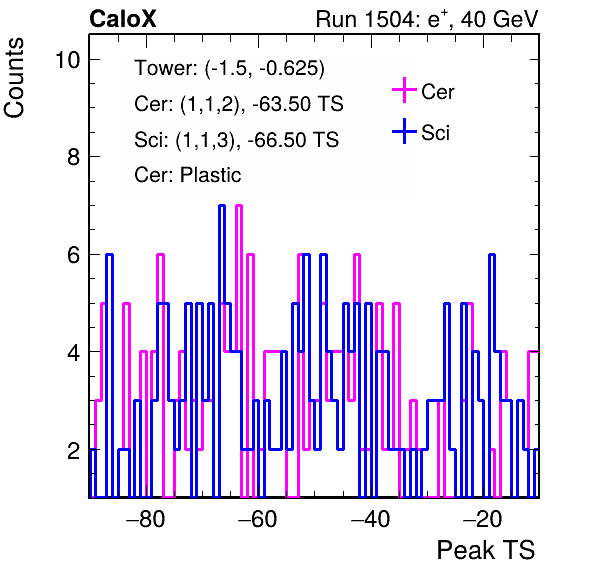 CaloX Run 1504: e⁺, 40 GeV
Counts
Tower: (-1.5, -0.625)
Cer: (1,1,2), -63.50 TS
Sci: (1,1,3), -66.50 TS
Cer: Plastic
Cer
Sci
10
8
6
4
2
−80 −60 −40 −20
Peak TS